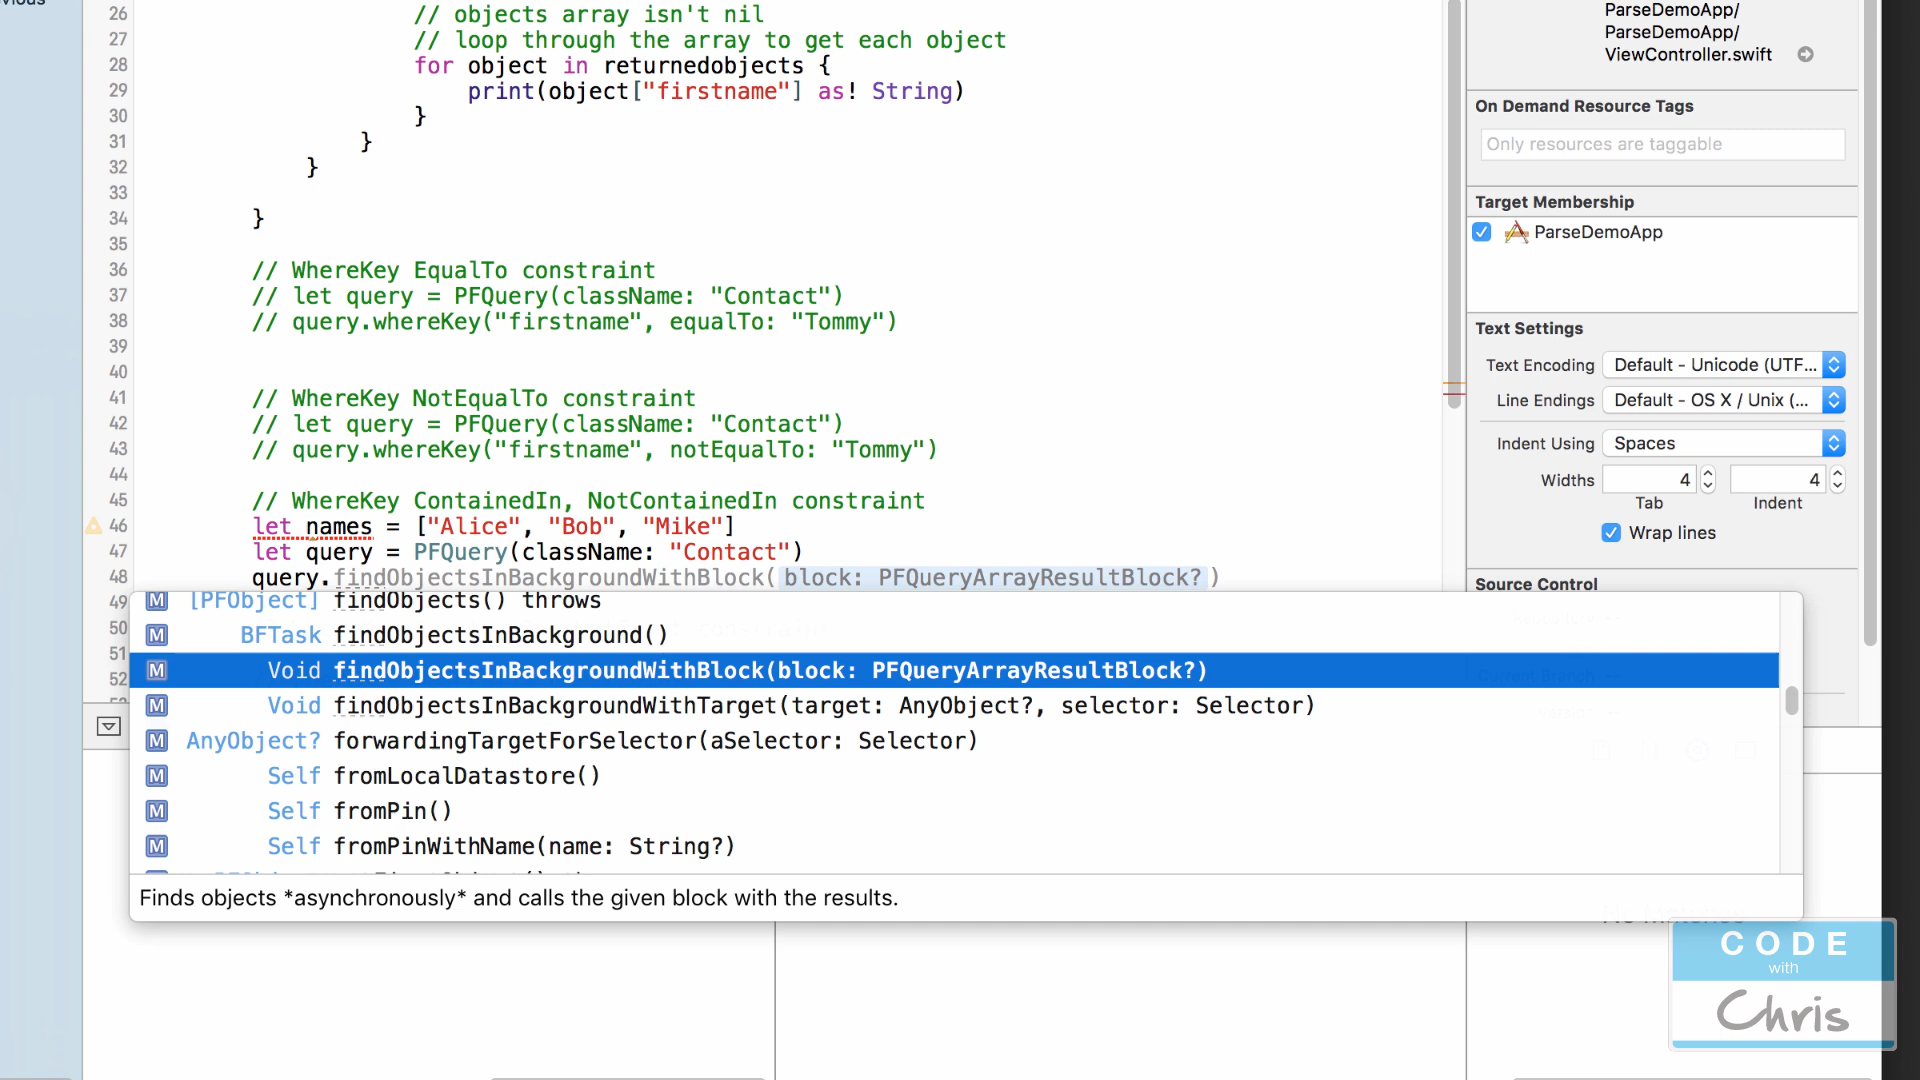 26 // objects array isn't nil
27 // loop through the array to get each object
28 for object in returnedobjects {
29 print(object["firstname"] as! String)
30 }
31 }
32 }
33
34 }
35
36 // WhereKey EqualTo constraint
37 // let query = PFQuery(className: "Contact")
38 // query.whereKey("firstname", equalTo: "Tommy")
39
40
41 // WhereKey NotEqualTo constraint
42 // let query = PFQuery(className: "Contact")
43 // query.whereKey("firstname", notEqualTo: "Tommy")
44
45 // WhereKey ContainedIn, NotContainedIn constraint
46 let names = ["Alice", "Bob", "Mike"]
47 let query = PFQuery(className: "Contact")
48 query.findObjectsInBackgroundWithBlock(block: PFQueryArrayResultBlock?)
49
50
51
52
M [PFObject] findObjects() throws
M BFTask findObjectsInBackground()
M Void findObjectsInBackgroundWithBlock(block: PFQueryArrayResultBlock?)
M Void findObjectsInBackgroundWithTarget(target: AnyObject?, selector: Selector)
M AnyObject? forwardingTargetForSelector(aSelector: Selector)
M Self fromLocalDatastore()
M Self fromPin()
M Self fromPinWithName(name: String?)
Finds objects *asynchronously* and calls the given block with the results.
ParseDemoApp/
ParseDemoApp/
ViewController.swift
On Demand Resource Tags
Only resources are taggable
Target Membership
ParseDemoApp
Text Settings
Text Encoding Default - Unicode (UTF...
Line Endings Default - OS X / Unix (...
Indent Using Spaces
Widths 4 4
Tab Indent
Wrap lines
Source Control
CODE
with
Chris